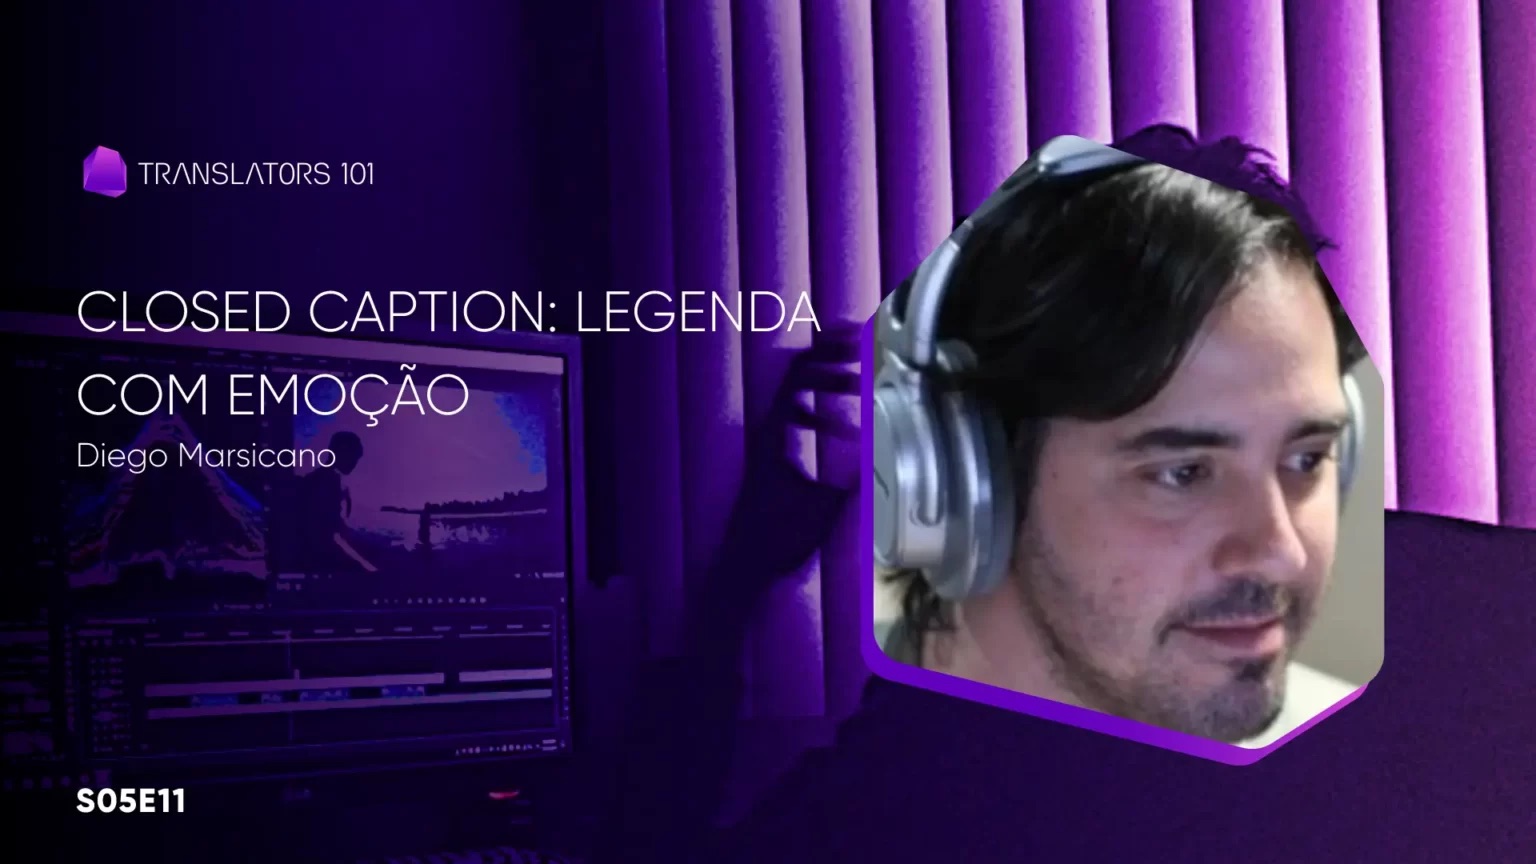 TRANSLATORS 101
CLOSED CAPTION: LEGENDA
COM EMOÇÃO
Diego Marsicano
S05E11